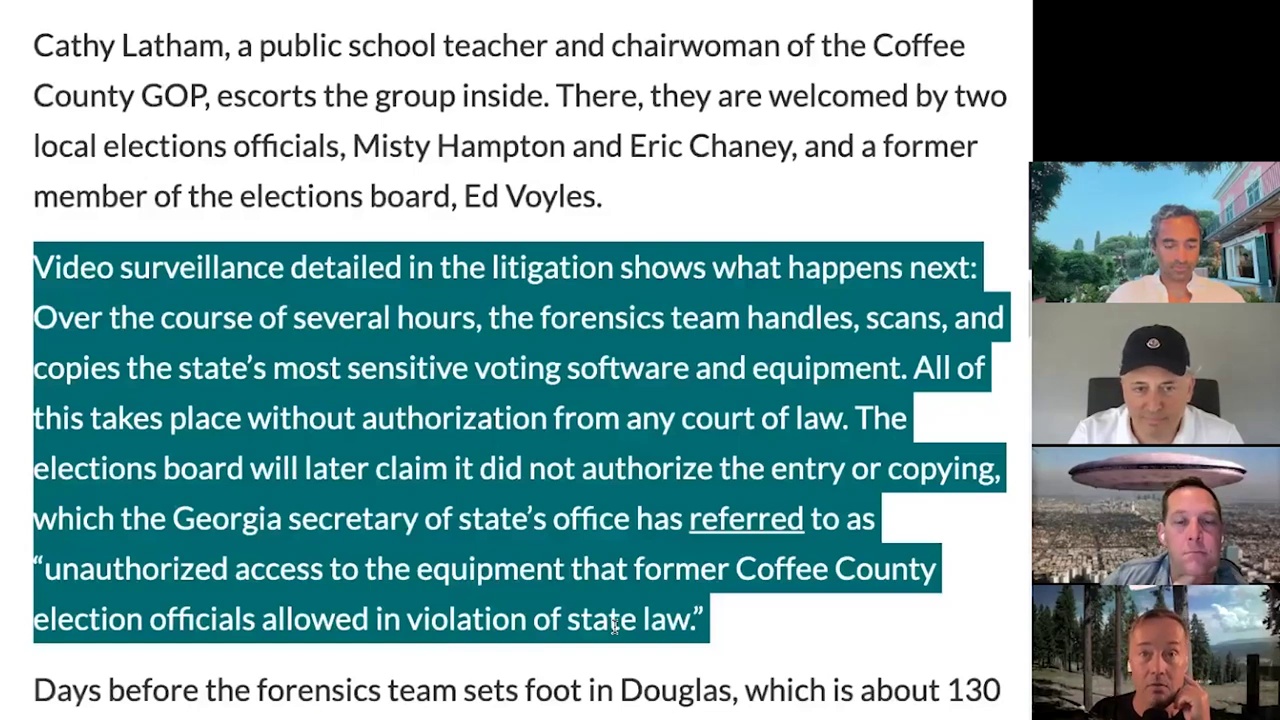 Cathy Latham, a public school teacher and chairwoman of the Coffee
County GOP, escorts the group inside. There, they are welcomed by two
local elections officials, Misty Hampton and Eric Chaney, and a former
member of the elections board, Ed Voyles.
Video surveillance detailed in the litigation shows what happens next:
Over the course of several hours, the forensics team handles, scans, and
copies the state’s most sensitive voting software and equipment. All of
this takes place without authorization from any court of law. The
elections board will later claim it did not authorize the entry or copying,
which the Georgia secretary of state’s office has referred to as
“unauthorized access to the equipment that former Coffee County
election officials allowed in violation of state law.”
Days before the forensics team sets foot in Douglas, which is about 130